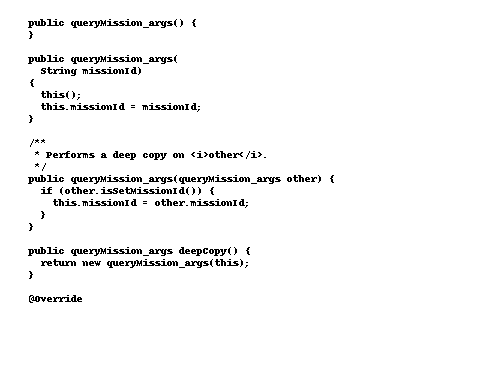 public queryMission_args() {
}

public queryMission_args(
  String missionId)
{
  this();
  this.missionId = missionId;
}

/**
 * Performs a deep copy on <i>other</i>.
 */
public queryMission_args(queryMission_args other) {
  if (other.isSetMissionId()) {
    this.missionId = other.missionId;
  }
}

public queryMission_args deepCopy() {
  return new queryMission_args(this);
}

@Override